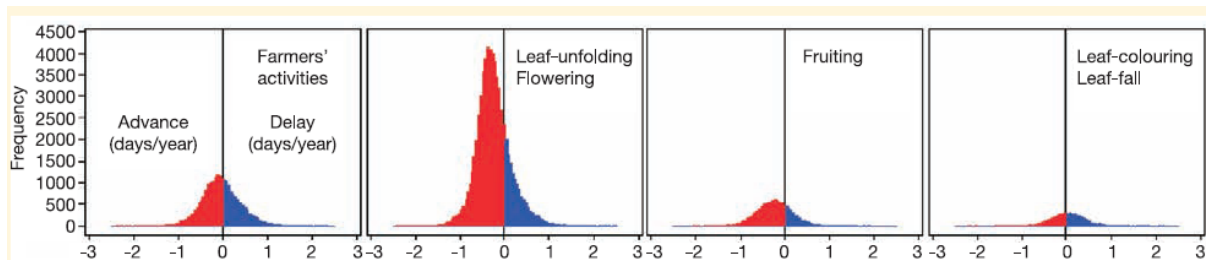 Frequency
4500
4000
3500
3000
2500
2000
1500
1000
500
0
Farmers'
activities
Advance
(days/year)
Delay
(days/year)
-3 -2 -1 0 1 2 3
Leaf-unfolding
Flowering
-3 -2 -1 0 1 2 3
Fruiting
-3 -2 -1 0 1 2 3
Leaf-colouring
Leaf-fall
-3 -2 -1 0 1 2 3